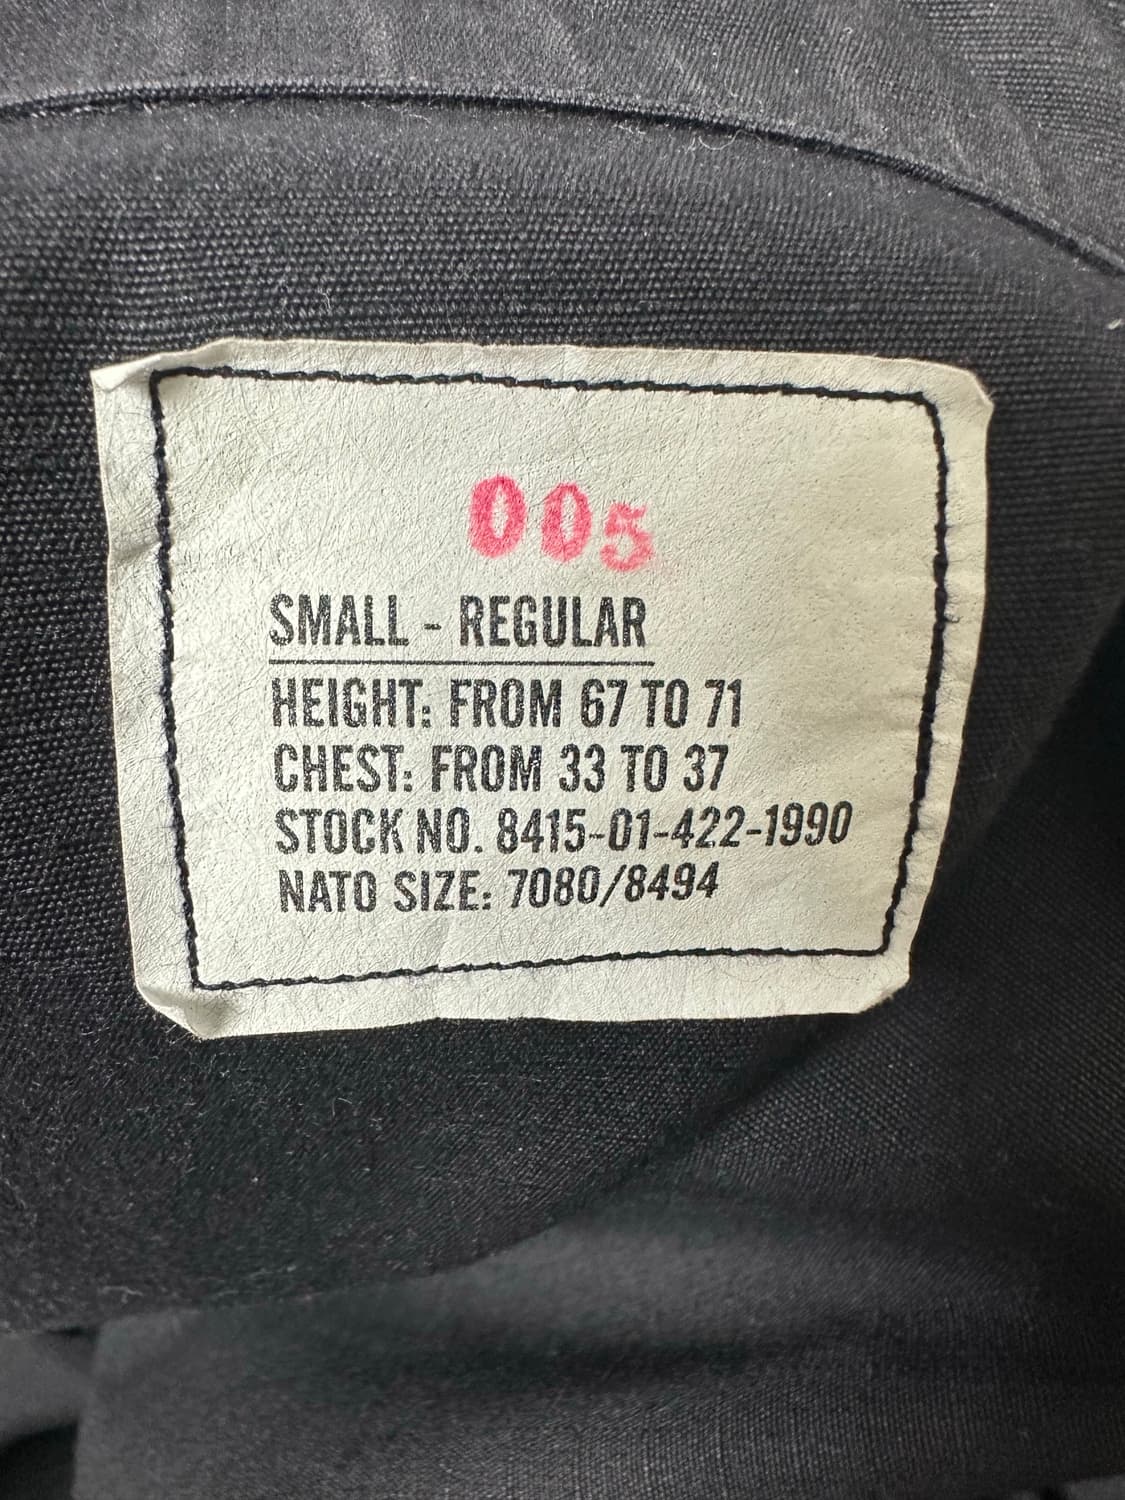 005
SMALL - REGULAR
HEIGHT: FROM 67 TO 71
CHEST: FROM 33 TO 37
STOCK NO. 8415-01-422-1990
NATO SIZE: 7080/8494